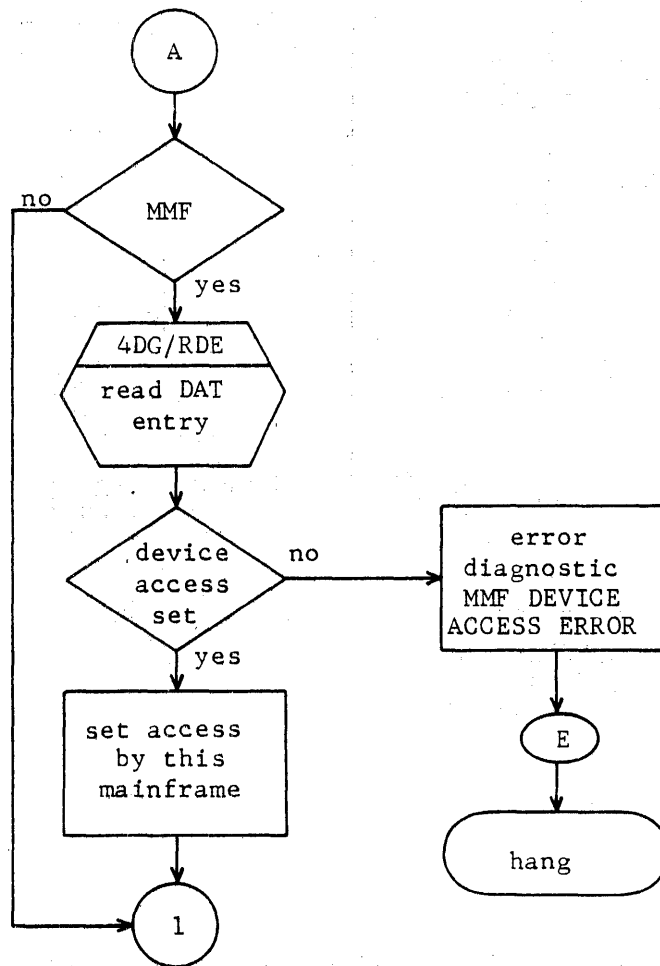 A
MMF
no
yes
4DG/RDE
read DAT
entry
device
access
set
no
yes
error
diagnostic
MMF DEVICE
ACCESS ERROR
set access
by this
mainframe
E
hang
1